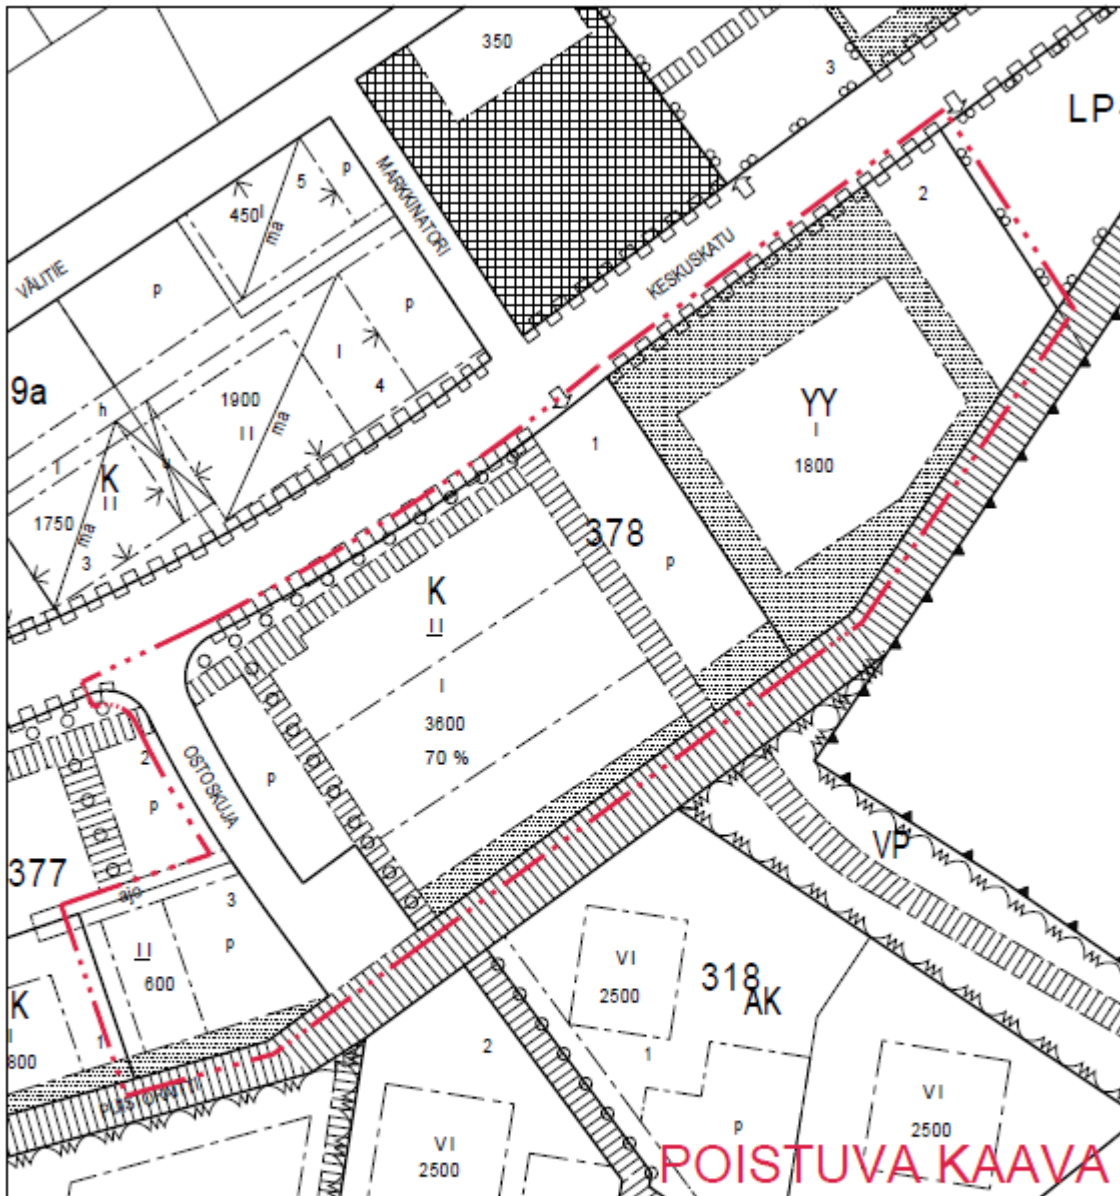 350
3
LP
MARKKINATORI
5
p
450
I
ma
2
KESKUSKATU
VÄLITIE
p
p
I
9a
4
1900
II
ma
h
YY
I
1800
K
II
1
1750
ma
3
378
p
K
II
I
3600
70 %
2
p
OSTOSKUJA
p
377
VP
ajo
3
p
II
600
VI
2500
318
AK
K
I
800
1
2
1
VI
2500
VI
2500
p
POISTUVA KAAVA